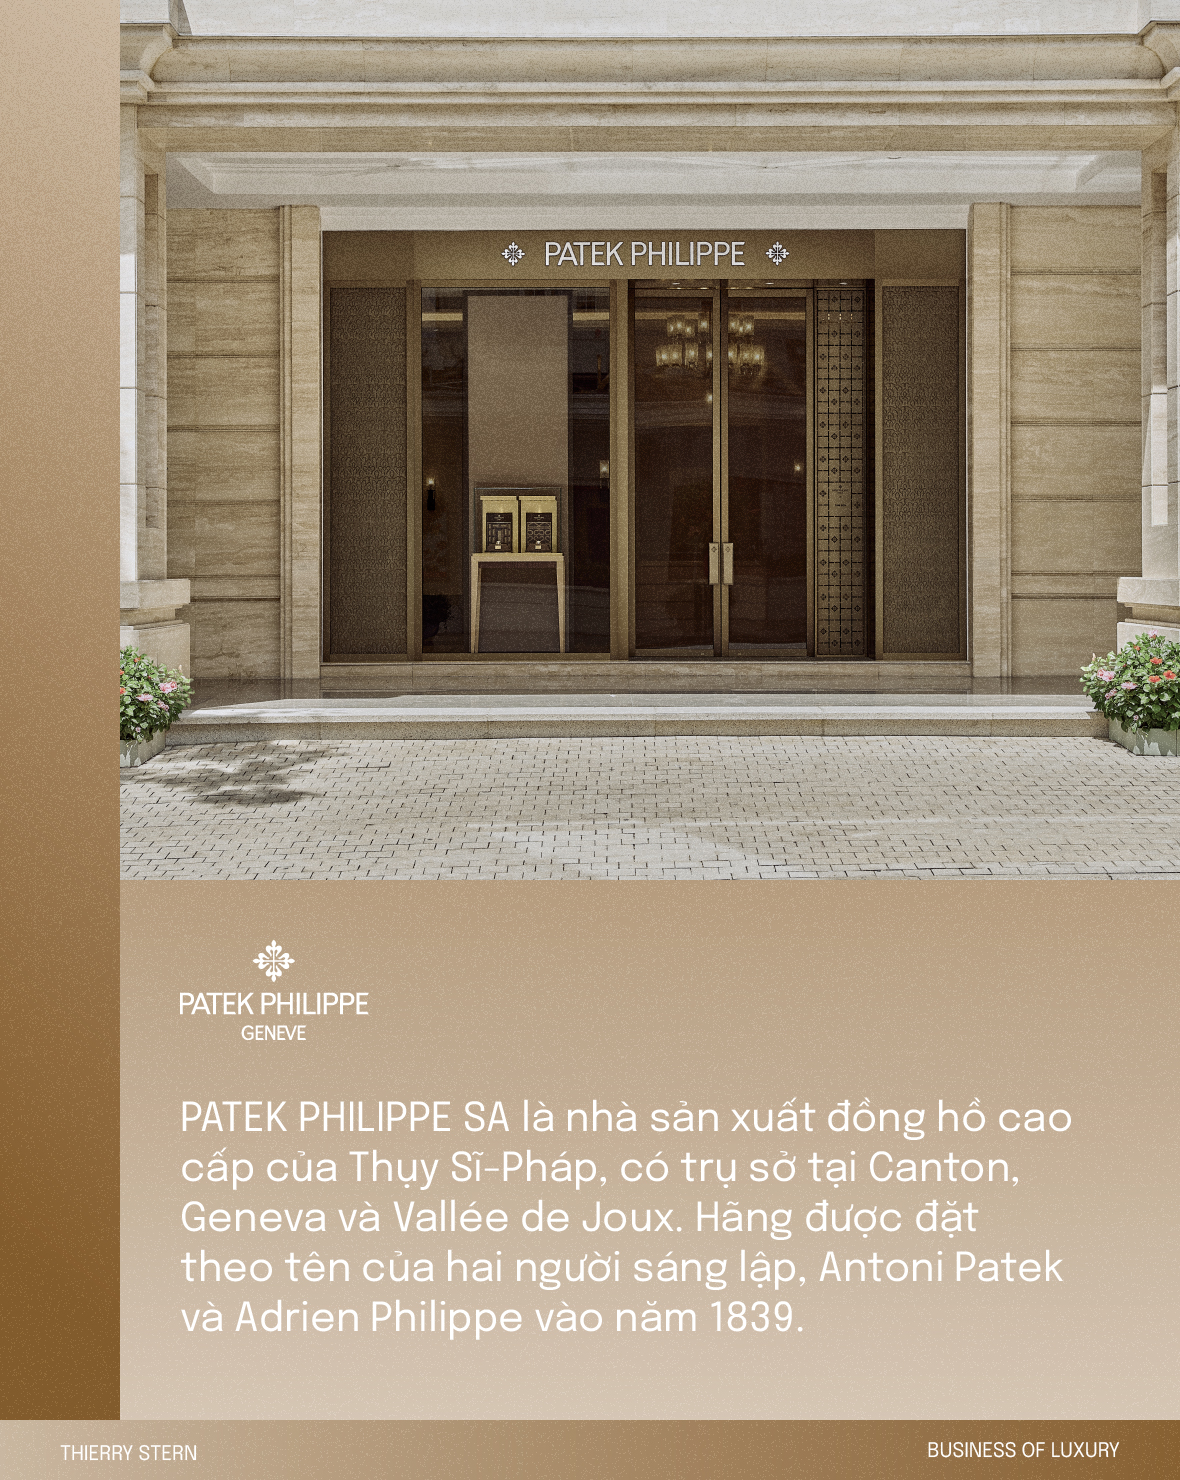 PATEK PHILIPPE
PATEK PHILIPPE
GENEVE
PATEK PHILIPPE SA là nhà sản xuất đồng hồ cao
cấp của Thụy Sĩ-Pháp, có trụ sở tại Canton,
Geneva và Vallée de Joux. Hãng được đặt
theo tên của hai người sáng lập, Antoni Patek
và Adrien Philippe vào năm 1839.
THIERRY STERN
BUSINESS OF LUXURY